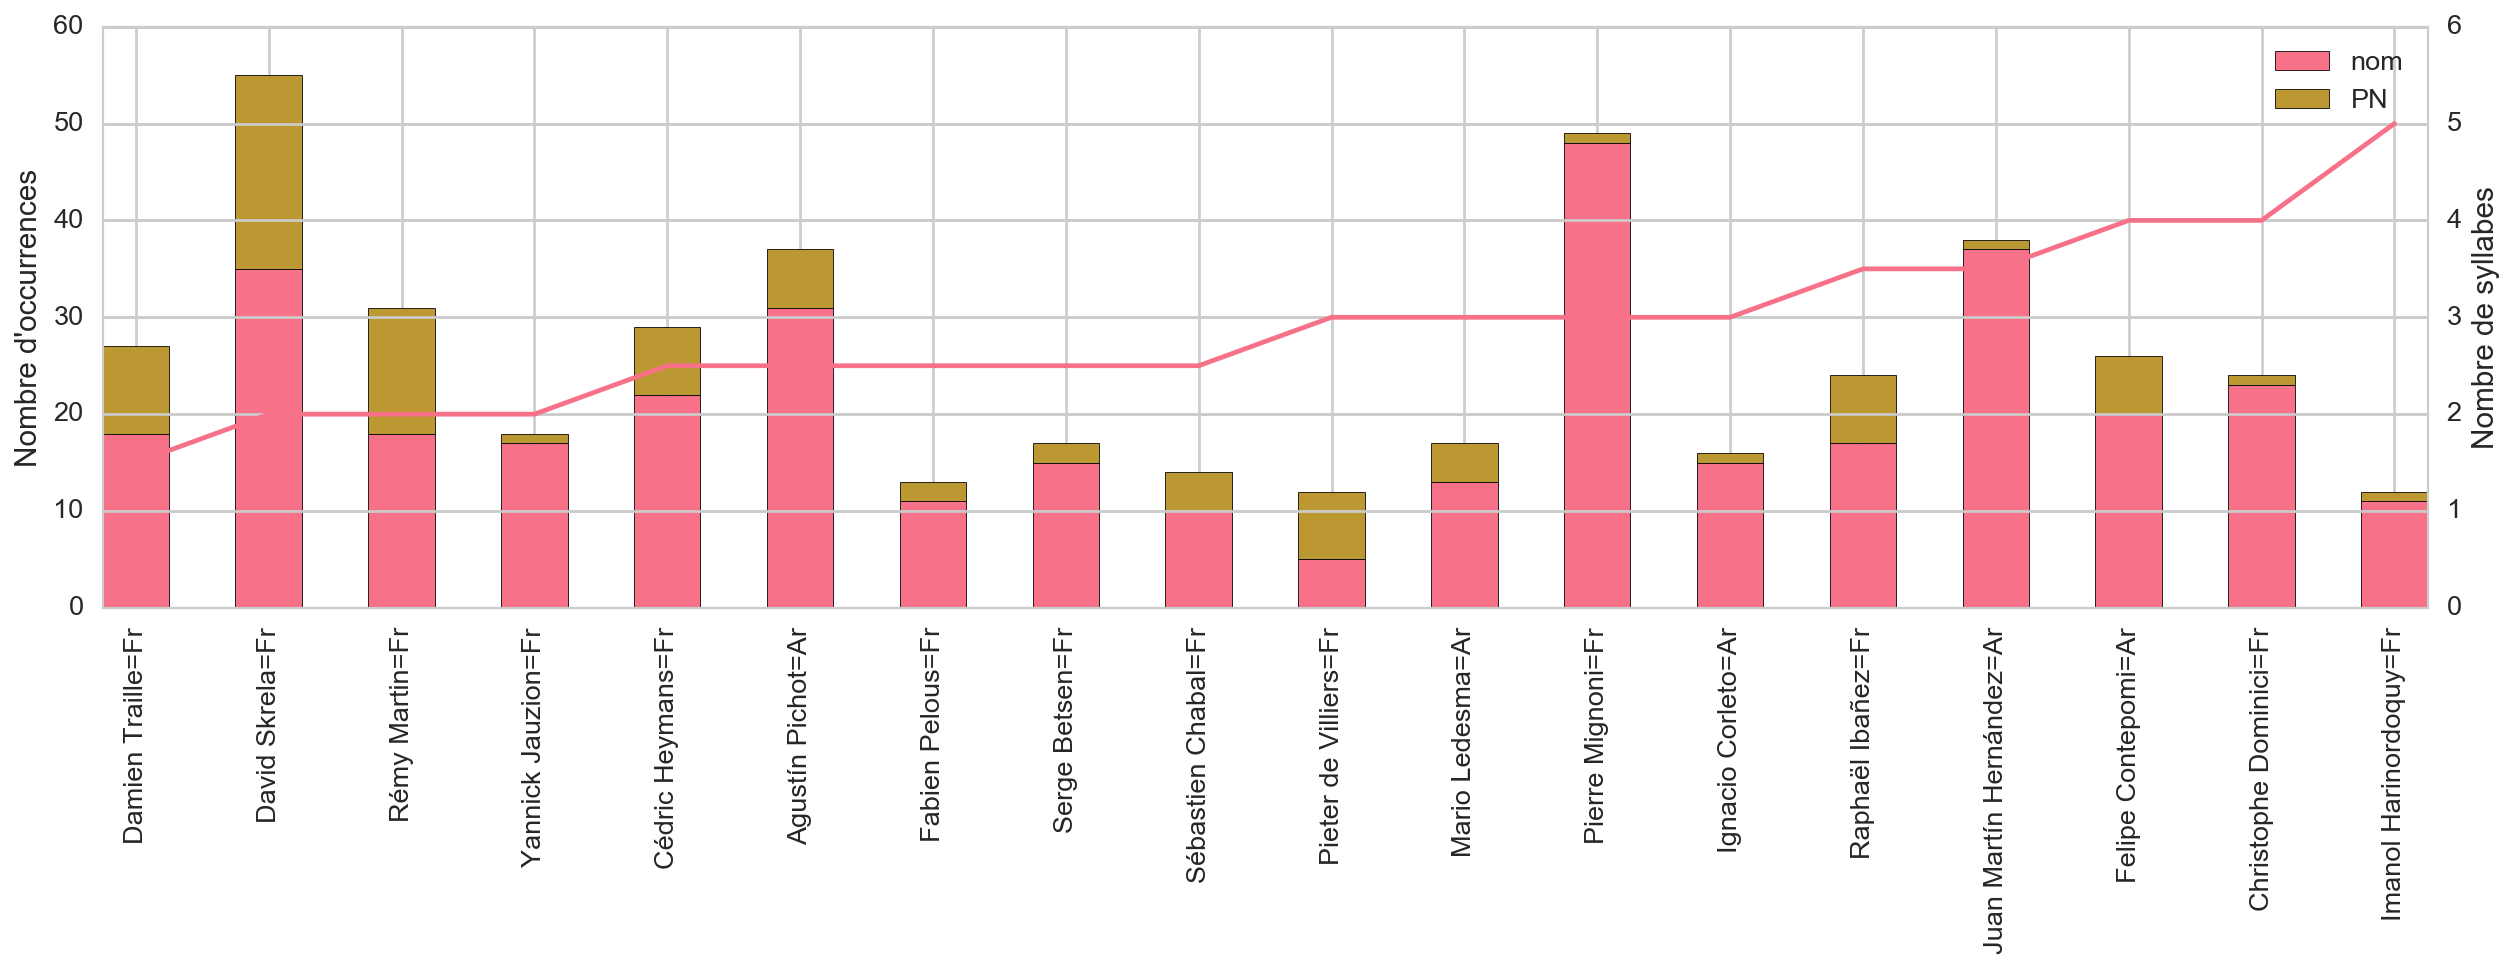 60
50
40
30
20
10
0
Nombre d'occurrences
6
5
4
3
2
1
0
Nombre de syllabes
nom
PN
Damien Traille=Fr
David Skrela=Fr
Rémy Martin=Fr
Yannick Jauzion=Fr
Cédric Heymans=Fr
Agustín Pichot=Ar
Fabien Pelous=Fr
Serge Betsen=Fr
Sébastien Chabal=Fr
Pieter de Villiers=Fr
Mario Ledesma=Ar
Pierre Mignoni=Fr
Ignacio Corleto=Ar
Raphaël Ibañez=Fr
Juan Martín Hernández=Ar
Felipe Contepomi=Ar
Christophe Dominici=Fr
Imanol Harinordoquy=Fr